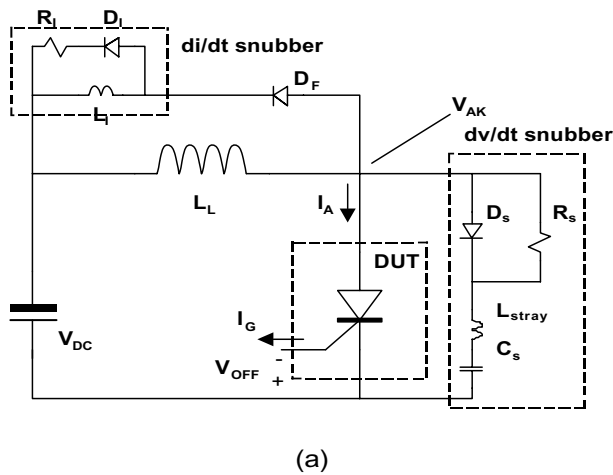 R_I D_I
di/dt snubber
L_I
D_F
V_AK
dv/dt snubber
L_L
I_A
D_s R_s
DUT
L_stray
I_G
C_s
V_DC
V_OFF
-
+
(a)